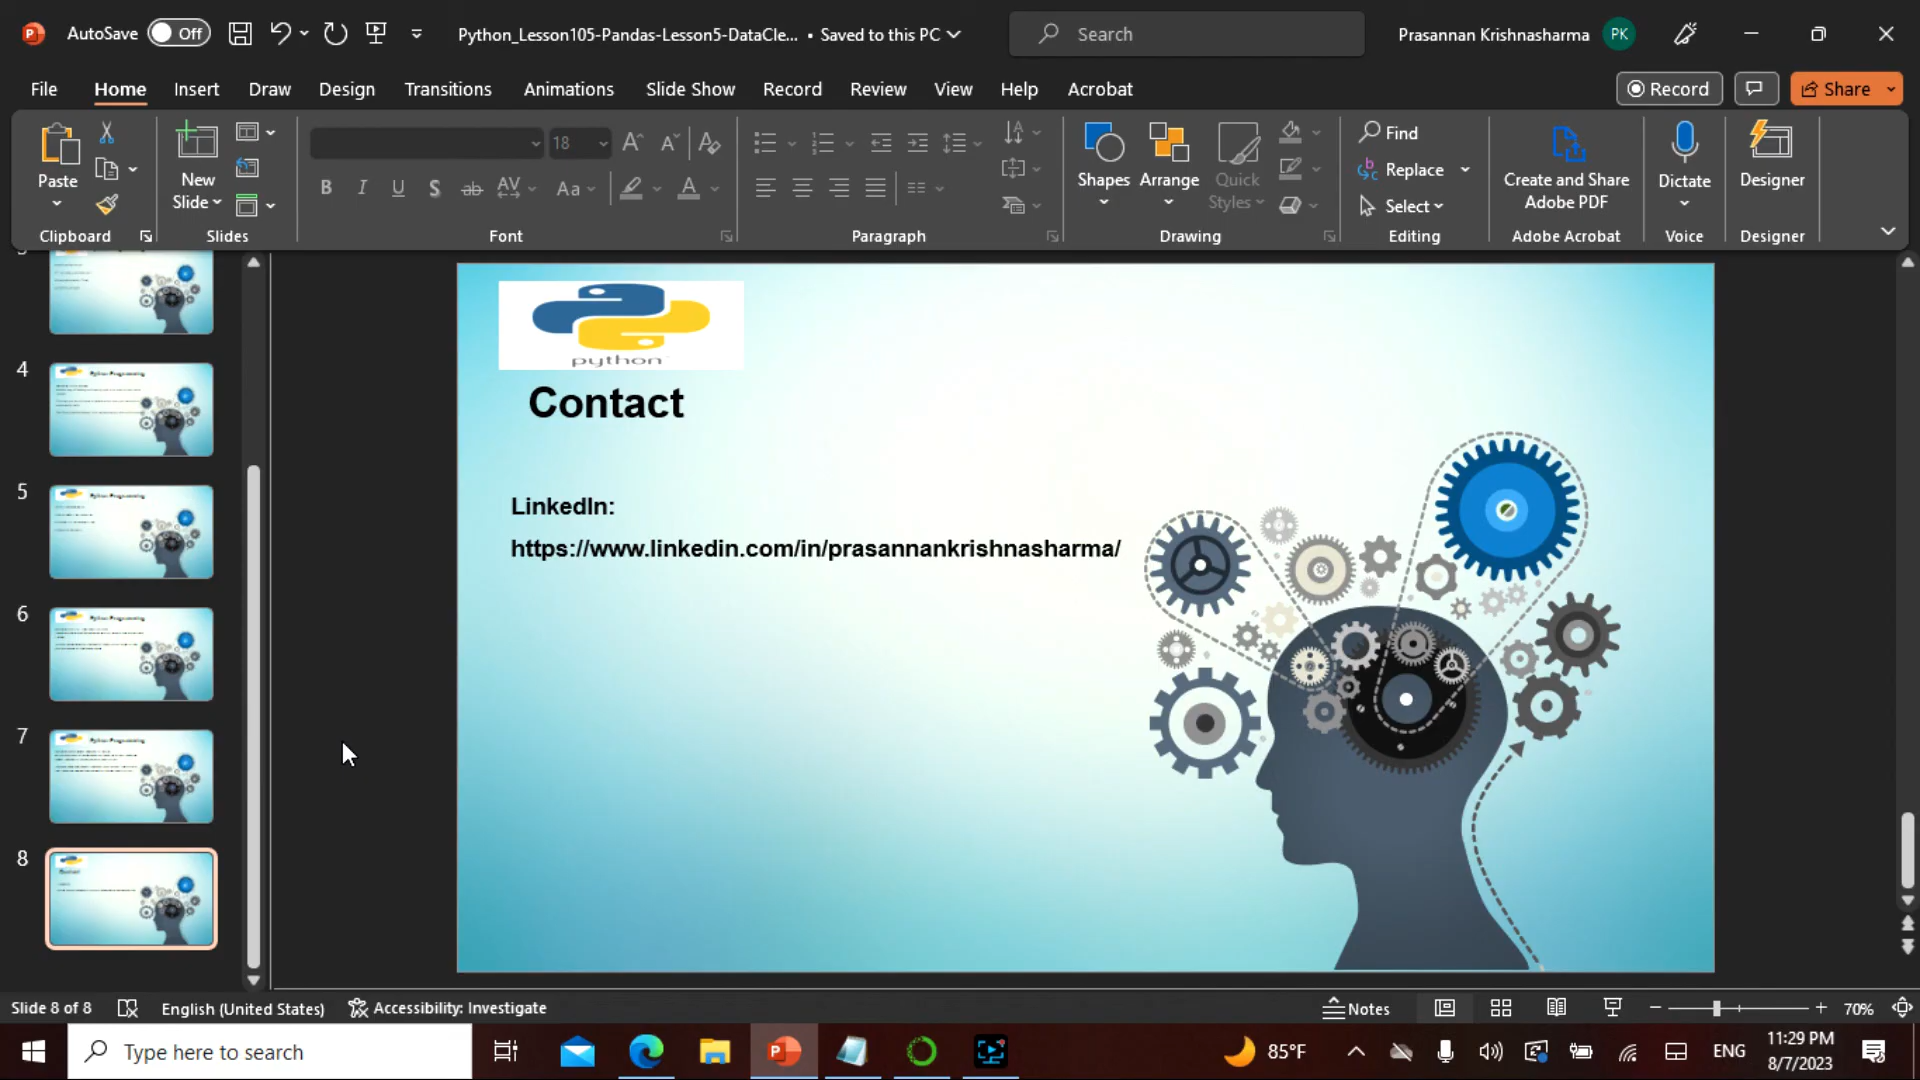 AutoSave Off Python_Lesson105-Pandas-Lesson5-DataCle... • Saved to this PC Search Prasannan Krishnasharma PK
File Home Insert Draw Design Transitions Animations Slide Show Record Review View Help Acrobat Record Share
Paste
New
Slide
18
B I U S ab AV Aa A
Shapes Arrange Quick
Styles
Find
Replace
Select
Create and Share
Adobe PDF
Dictate
Designer
Clipboard Slides Font Paragraph Drawing Editing Adobe Acrobat Voice Designer
4
5
6
7
8
python
Contact
LinkedIn:
https://www.linkedin.com/in/prasannankrishnasharma/
Slide 8 of 8 English (United States) Accessibility: Investigate Notes 70%
Type here to search 85°F ENG 11:29 PM
8/7/2023